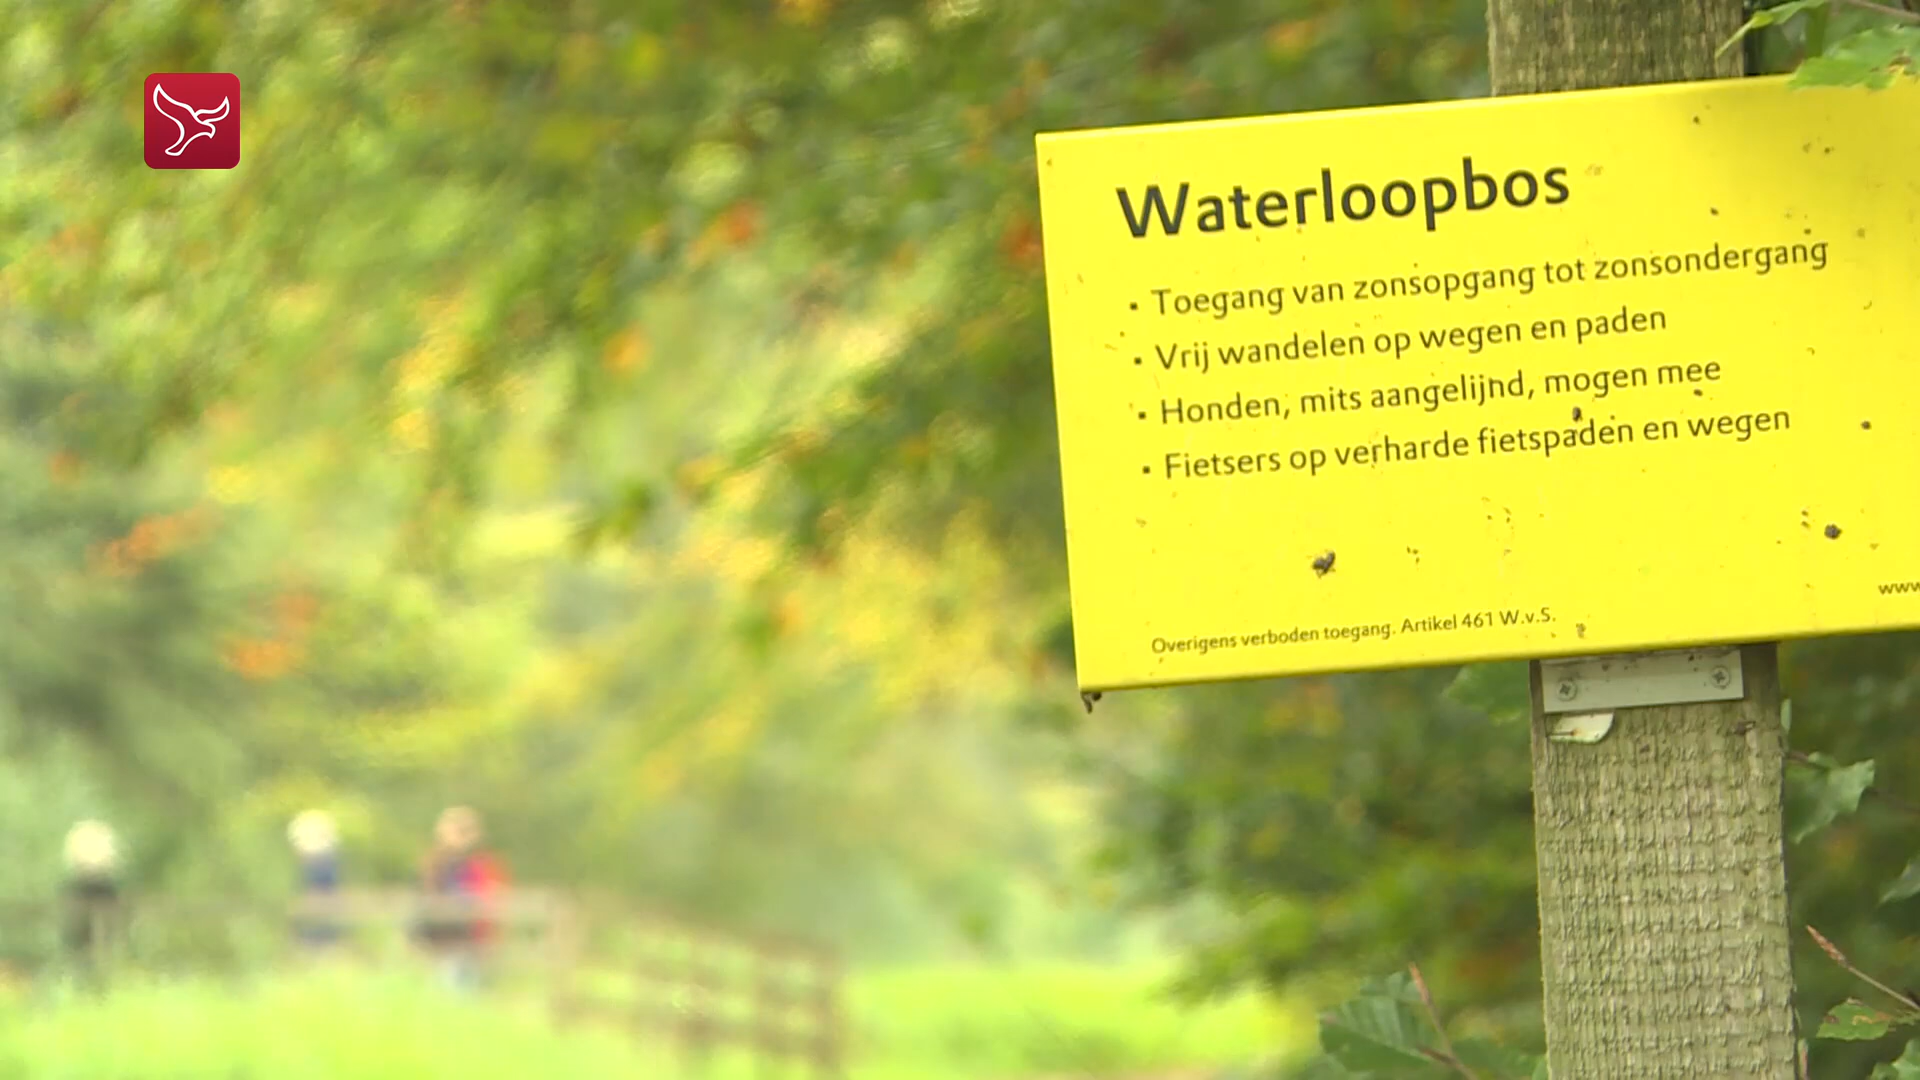 Waterloopbos
• Toegang van zonsopgang tot zonsondergang
• Vrij wandelen op wegen en paden
• Honden, mits aangelijnd, mogen mee
• Fietsers op verharde fietspaden en wegen
www
Overigens verboden toegang. Artikel 461 W.v.S.